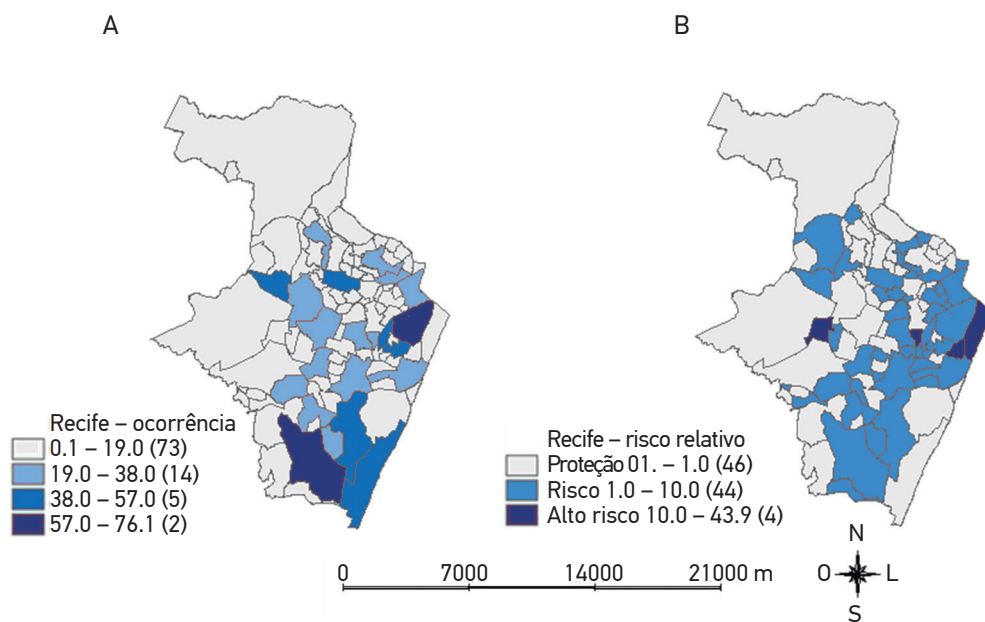 A
B
Recife – ocorrência
0.1 – 19.0 (73)
19.0 – 38.0 (14)
38.0 – 57.0 (5)
57.0 – 76.1 (2)
Recife – risco relativo
Proteção 01. – 1.0 (46)
Risco 1.0 – 10.0 (44)
Alto risco 10.0 – 43.9 (4)
0 7000 14000 21000 m
N
O L
S